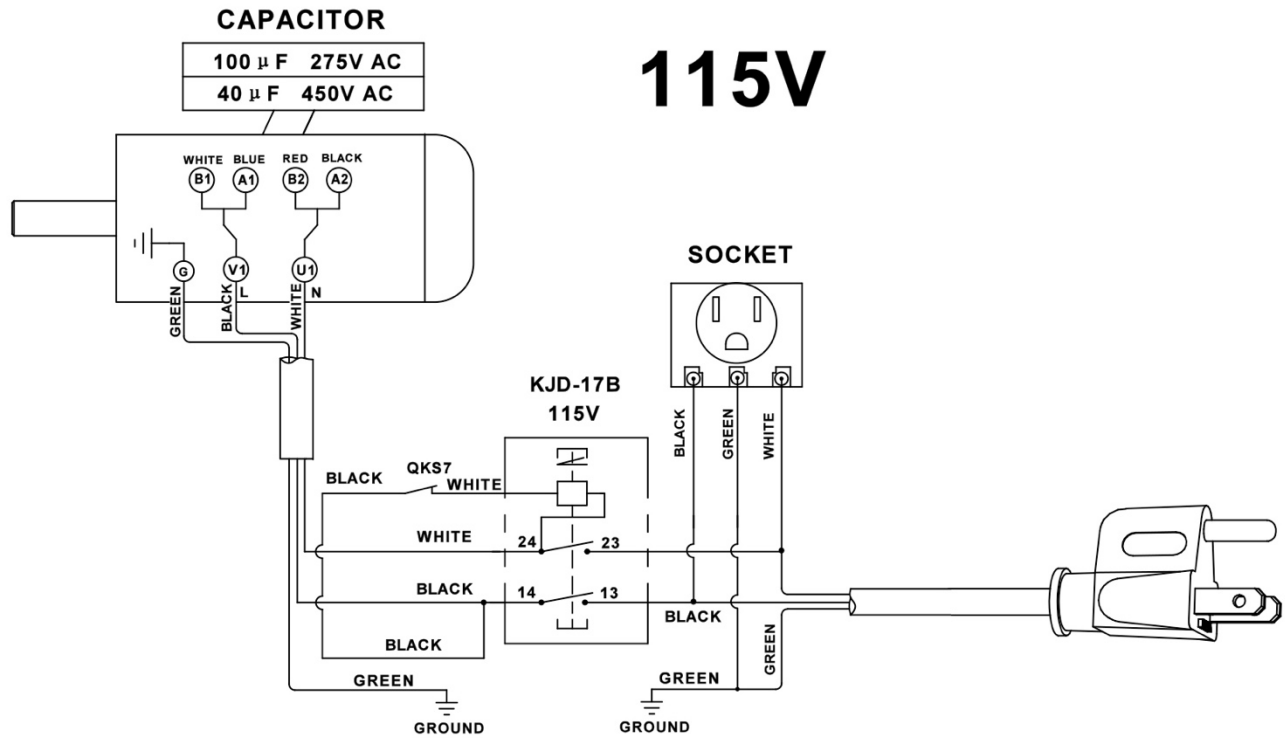 CAPACITOR
100 μ F 275V AC
40 μ F 450V AC
115V
WHITE BLUE RED BLACK
B1 A1 B2 A2
G V1 U1
L N
GREEN
BLACK
WHITE
SOCKET
KJD-17B
115V
BLACK
GREEN
WHITE
BLACK QKS7 WHITE
WHITE 24 23
BLACK 14 13
BLACK
BLACK
GREEN
GREEN
GROUND
GREEN
GROUND